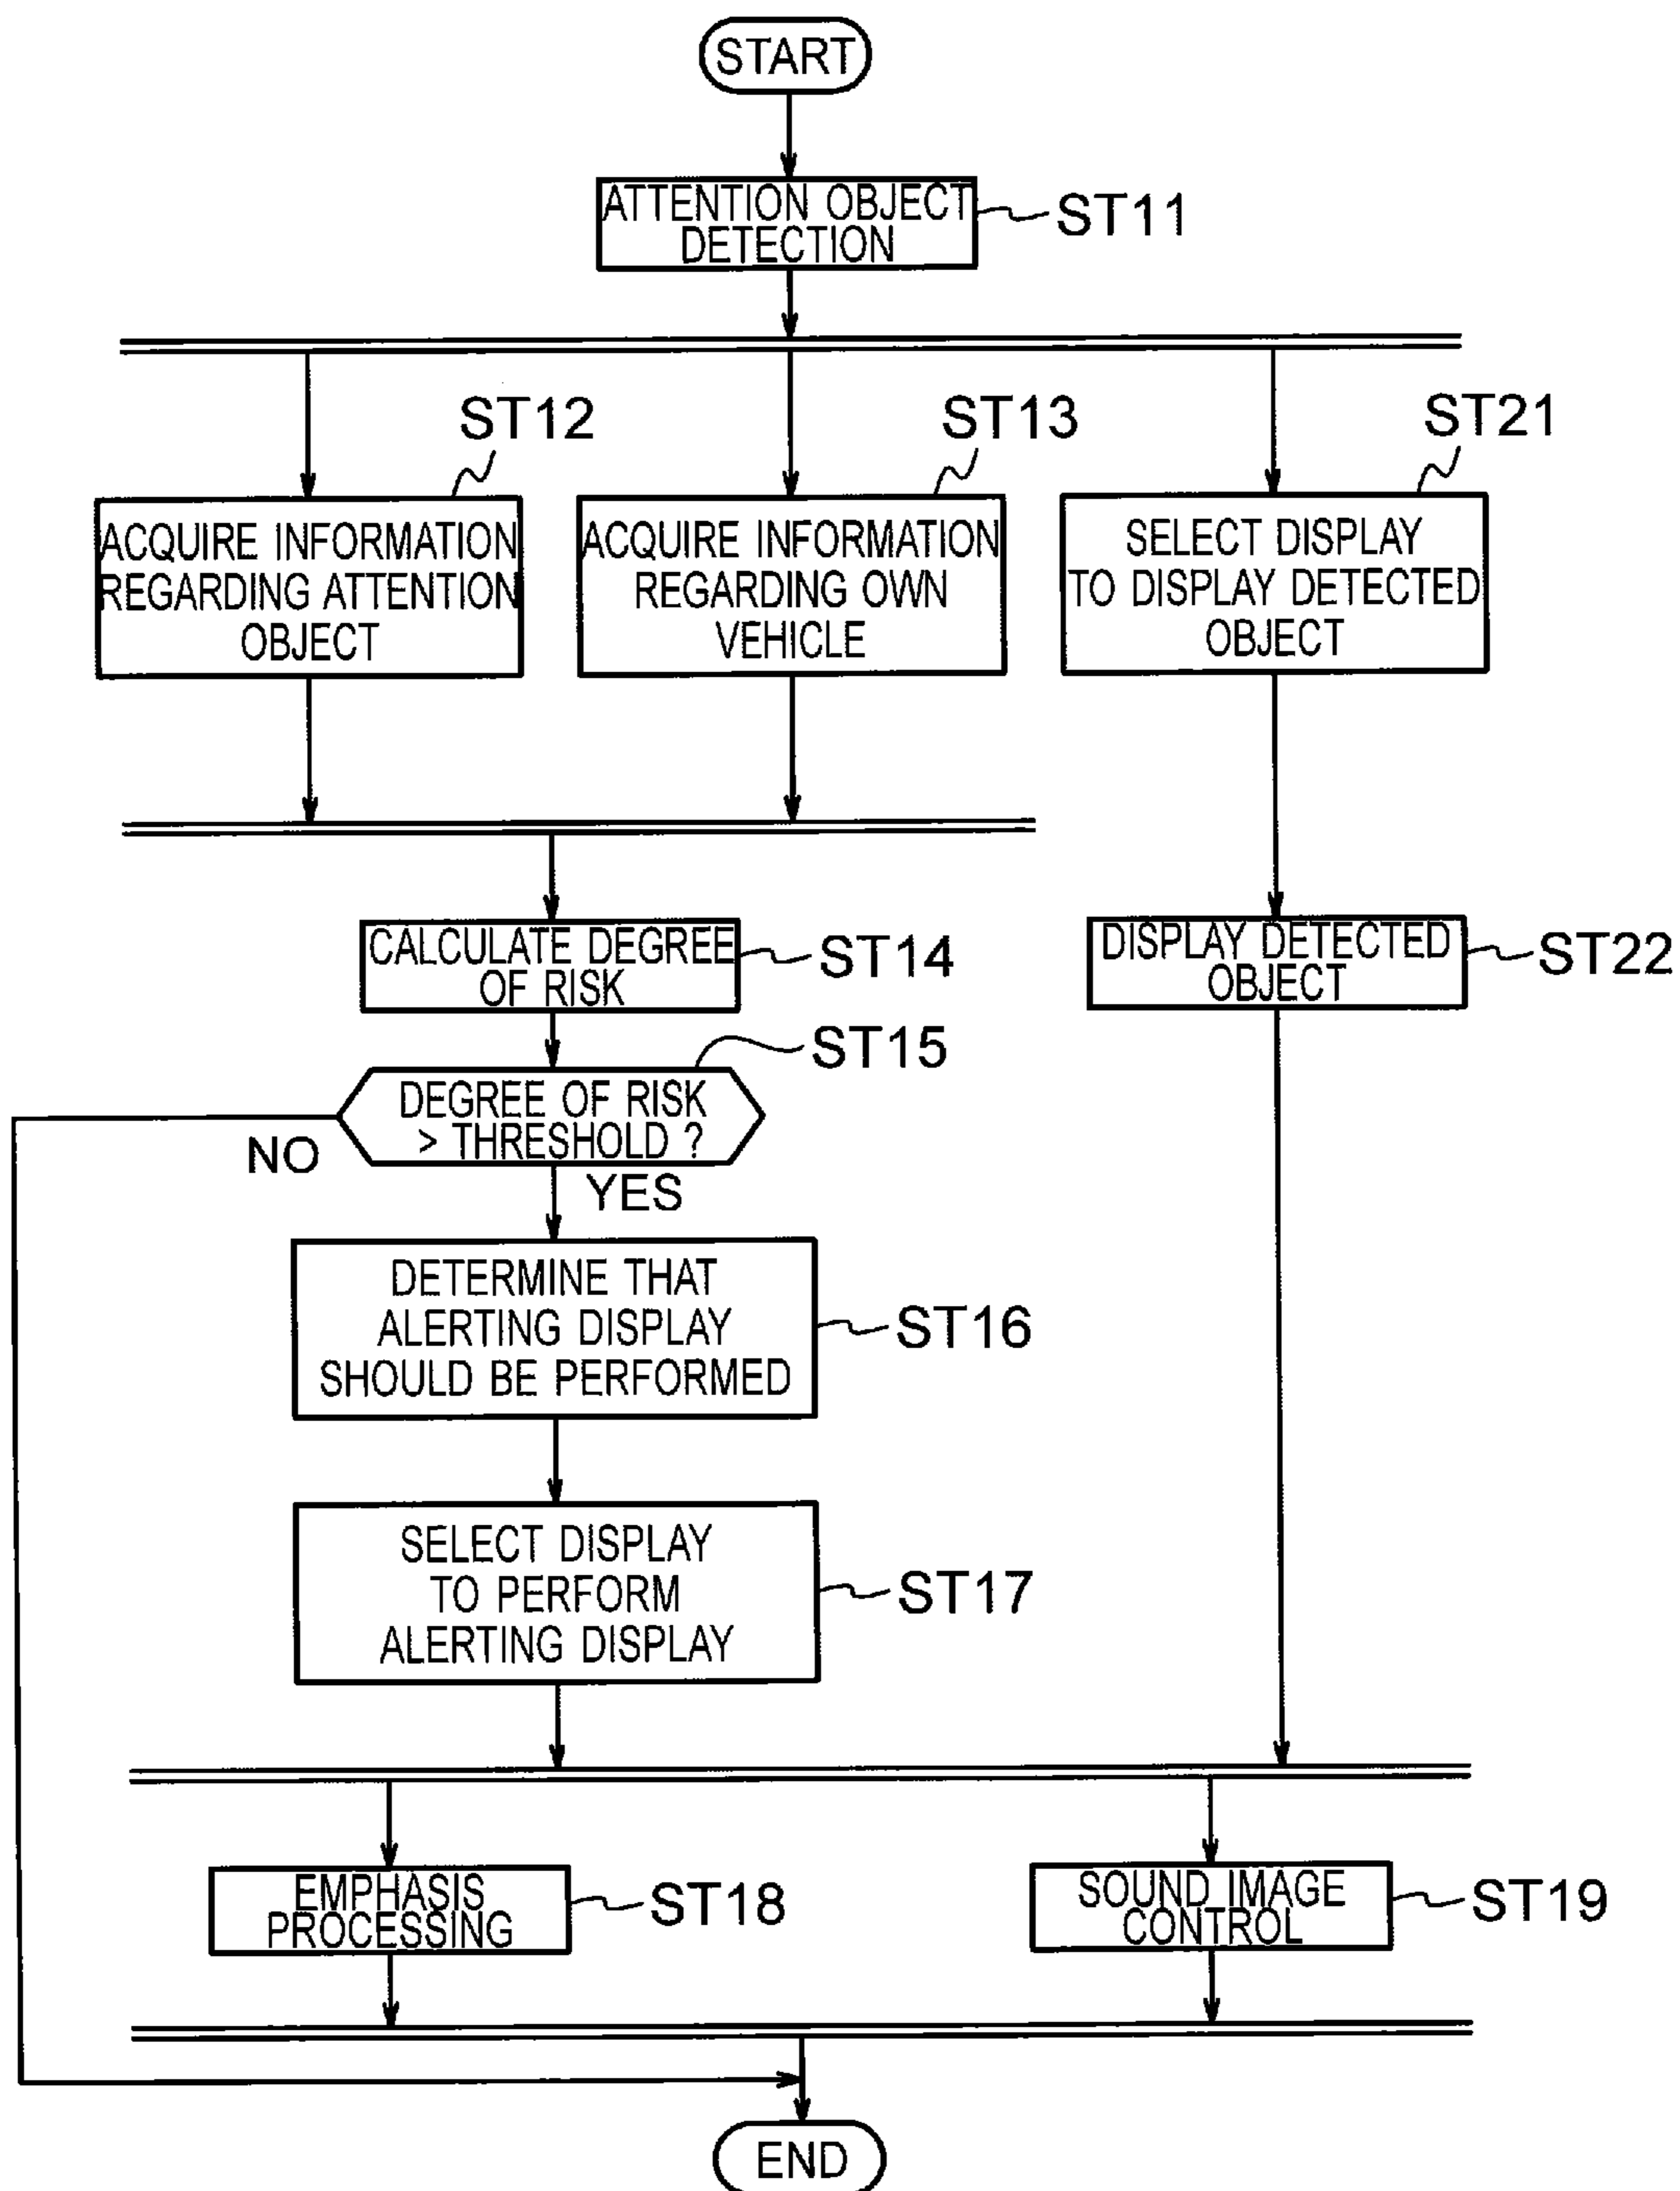 START
ATTENTION OBJECT
DETECTION
ST11
ST12
ST13
ST21
ACQUIRE INFORMATION
REGARDING ATTENTION
OBJECT
ACQUIRE INFORMATION
REGARDING OWN
VEHICLE
SELECT DISPLAY
TO DISPLAY DETECTED
OBJECT
CALCULATE DEGREE
OF RISK
ST14
DISPLAY DETECTED
OBJECT
ST22
ST15
DEGREE OF RISK
> THRESHOLD ?
NO
YES
DETERMINE THAT
ALERTING DISPLAY
SHOULD BE PERFORMED
ST16
SELECT DISPLAY
TO PERFORM
ALERTING DISPLAY
ST17
EMPHASIS
PROCESSING
ST18
SOUND IMAGE
CONTROL
ST19
END